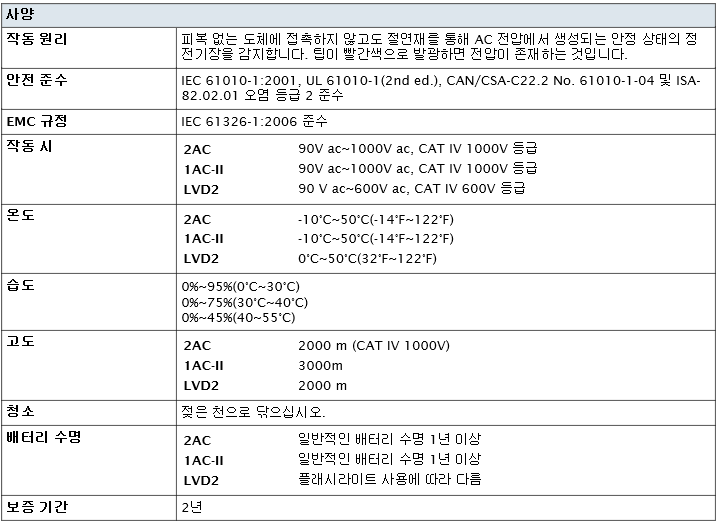 사양
작동 원리
피복 없는 도체에 접촉하지 않고도 절연재를 통해 AC 전압에서 생성되는 안정 상태의 정
전기장을 감지합니다. 팁이 빨간색으로 발광하면 전압이 존재하는 것입니다.
안전 준수
IEC 61010-1:2001, UL 61010-1(2nd ed.), CAN/CSA-C22.2 No. 61010-1-04 및 ISA-
82.02.01 오염 등급 2 준수
EMC 규정
IEC 61326-1:2006 준수
작동 시
2AC 90V ac~1000V ac, CAT IV 1000V 등급
1AC-II 90V ac~1000V ac, CAT IV 1000V 등급
LVD2 90 V ac~600V ac, CAT IV 600V 등급
온도
2AC -10°C~50°C(-14°F~122°F)
1AC-II -10°C~50°C(-14°F~122°F)
LVD2 0°C~50°C(32°F~122°F)
습도
0%~95%(0°C~30°C)
0%~75%(30°C~40°C)
0%~45%(40~55°C)
고도
2AC 2000 m (CAT IV 1000V)
1AC-II 3000m
LVD2 2000 m
청소
젖은 천으로 닦으십시오.
배터리 수명
2AC 일반적인 배터리 수명 1년 이상
1AC-II 일반적인 배터리 수명 1년 이상
LVD2 플래시라이트 사용에 따라 다름
보증 기간
2년